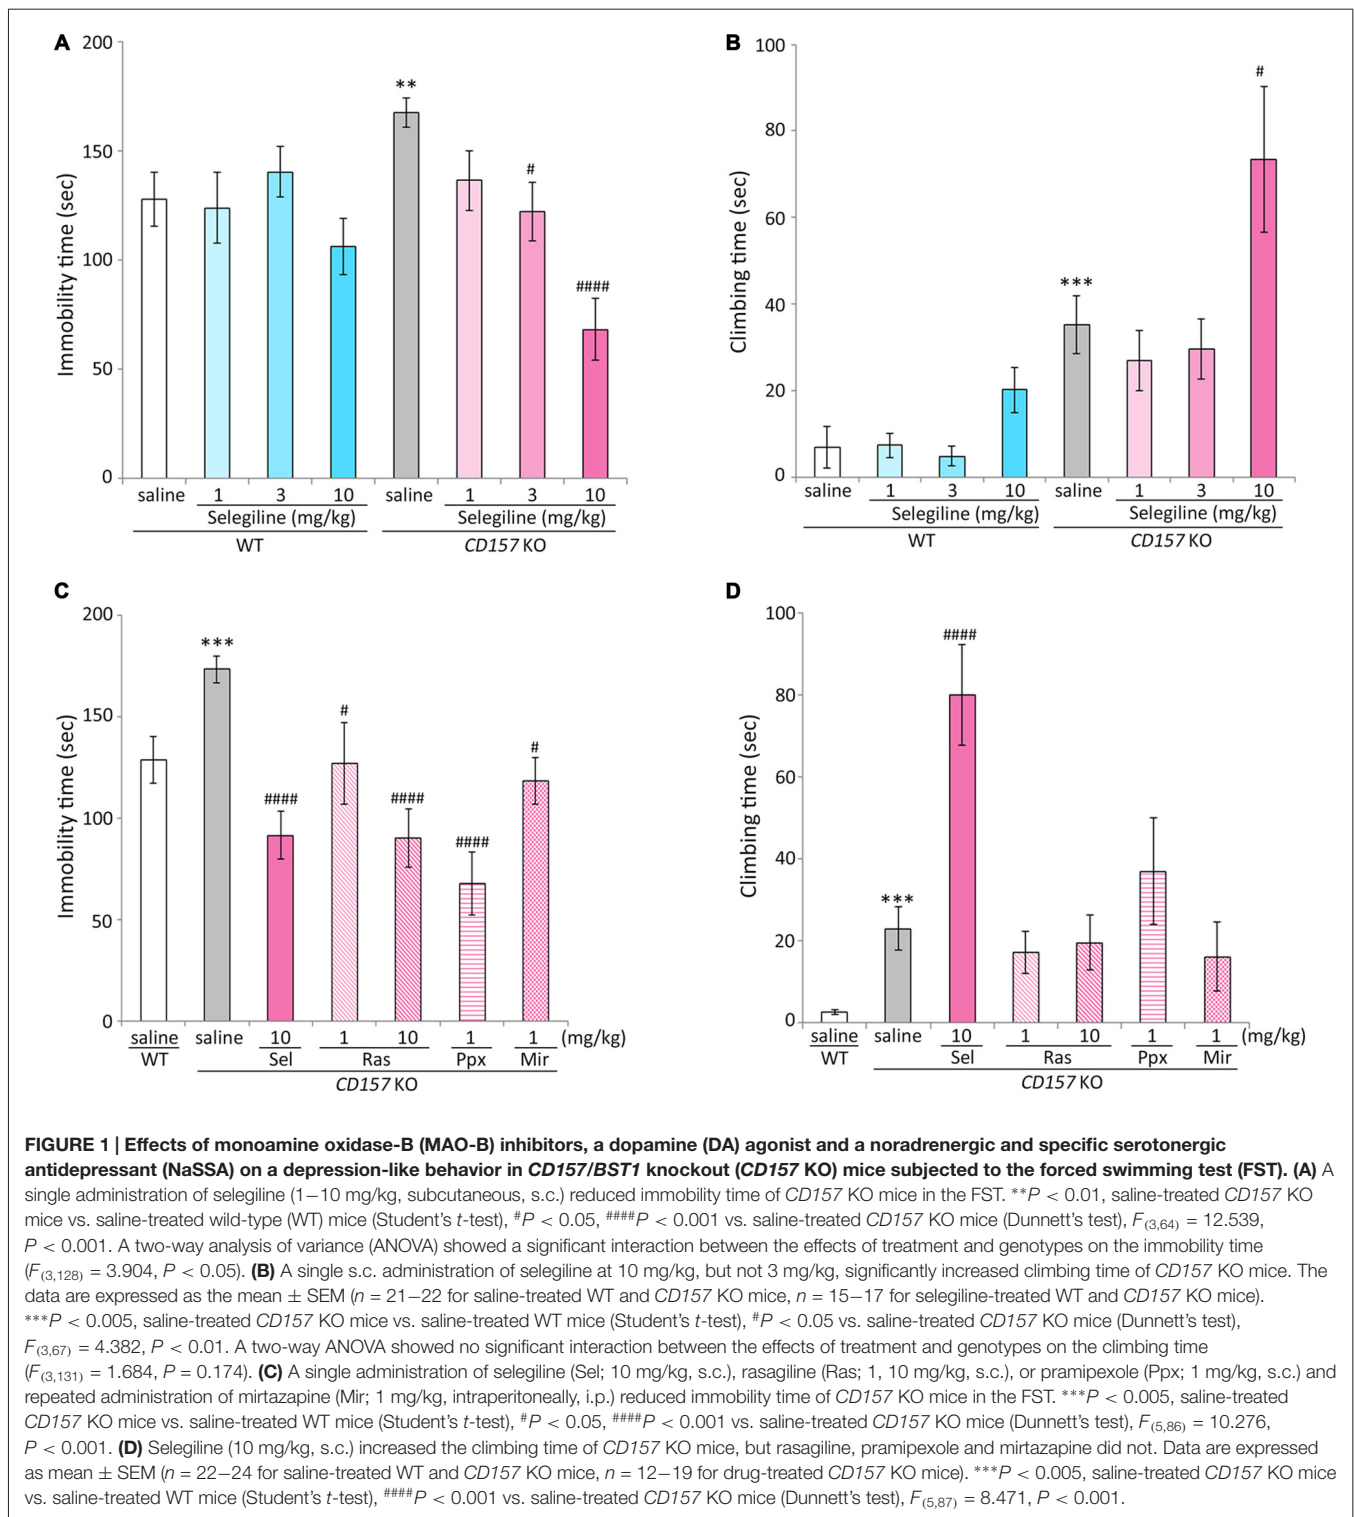 A
200
150
100
50
0
Immobility time (sec)
**
#
####
saline 1 3 10 saline 1 3 10
Selegiline (mg/kg) Selegiline (mg/kg)
WT CD157 KO
B
100
80
60
40
20
0
Climbing time (sec)
***
#
saline 1 3 10 saline 1 3 10
Selegiline (mg/kg) Selegiline (mg/kg)
WT CD157 KO
C
200
150
100
50
0
Immobility time (sec)
***
####
#
####
####
#
saline saline 10 1 10 1 1 (mg/kg)
WT Sel Ras Ppx Mir
CD157 KO
D
100
80
60
40
20
0
Climbing time (sec)
***
####
saline saline 10 1 10 1 1 (mg/kg)
WT Sel Ras Ppx Mir
CD157 KO
FIGURE 1 | Effects of monoamine oxidase-B (MAO-B) inhibitors, a dopamine (DA) agonist and a noradrenergic and specific serotonergic
antidepressant (NaSSA) on a depression-like behavior in CD157/BST1 knockout (CD157 KO) mice subjected to the forced swimming test (FST). (A) A
single administration of selegiline (1–10 mg/kg, subcutaneous, s.c.) reduced immobility time of CD157 KO mice in the FST. **P < 0.01, saline-treated CD157 KO
mice vs. saline-treated wild-type (WT) mice (Student's t-test), #P < 0.05, ####P < 0.001 vs. saline-treated CD157 KO mice (Dunnett's test), F(3,64) = 12.539,
P < 0.001. A two-way analysis of variance (ANOVA) showed a significant interaction between the effects of treatment and genotypes on the immobility time
(F(3,128) = 3.904, P < 0.05). (B) A single s.c. administration of selegiline at 10 mg/kg, but not 3 mg/kg, significantly increased climbing time of CD157 KO mice. The
data are expressed as the mean ± SEM (n = 21–22 for saline-treated WT and CD157 KO mice, n = 15–17 for selegiline-treated WT and CD157 KO mice).
***P < 0.005, saline-treated CD157 KO mice vs. saline-treated WT mice (Student's t-test), #P < 0.05 vs. saline-treated CD157 KO mice (Dunnett's test),
F(3,67) = 4.382, P < 0.01. A two-way ANOVA showed no significant interaction between the effects of treatment and genotypes on the climbing time
(F(3,131) = 1.684, P = 0.174). (C) A single administration of selegiline (Sel; 10 mg/kg, s.c.), rasagiline (Ras; 1, 10 mg/kg, s.c.), or pramipexole (Ppx; 1 mg/kg, s.c.) and
repeated administration of mirtazapine (Mir; 1 mg/kg, intraperitoneally, i.p.) reduced immobility time of CD157 KO mice in the FST. ***P < 0.005, saline-treated
CD157 KO mice vs. saline-treated WT mice (Student's t-test), #P < 0.05, ####P < 0.001 vs. saline-treated CD157 KO mice (Dunnett's test), F(5,86) = 10.276,
P < 0.001. (D) Selegiline (10 mg/kg, s.c.) increased the climbing time of CD157 KO mice, but rasagiline, pramipexole and mirtazapine did not. Data are expressed
as mean ± SEM (n = 22–24 for saline-treated WT and CD157 KO mice, n = 12–19 for drug-treated CD157 KO mice). ***P < 0.005, saline-treated CD157 KO mice
vs. saline-treated WT mice (Student's t-test), ####P < 0.001 vs. saline-treated CD157 KO mice (Dunnett's test), F(5,87) = 8.471, P < 0.001.